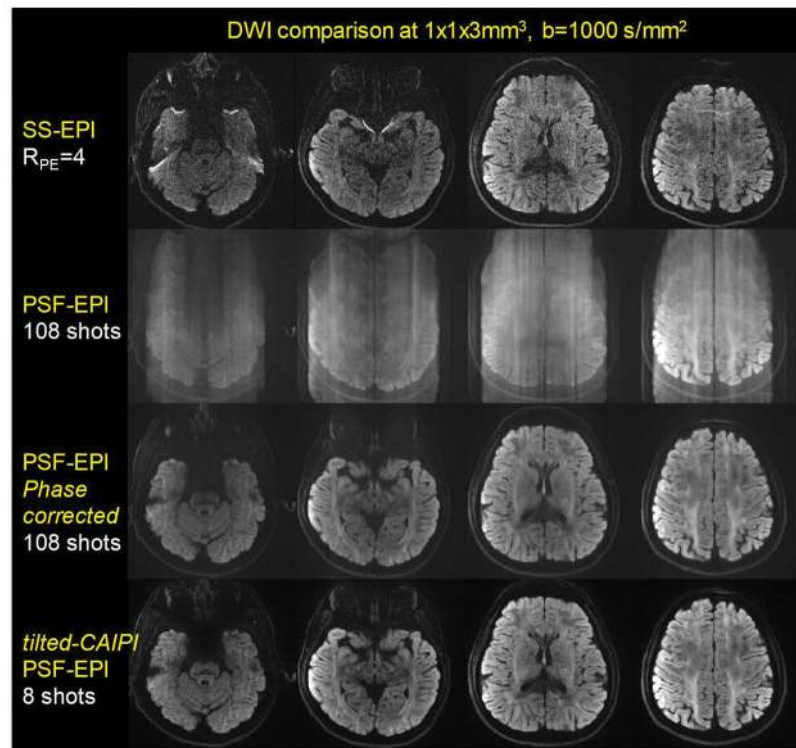 DWI comparison at 1x1x3mm³, b=1000 s/mm²
SS-EPI
R_PE=4
PSF-EPI
108 shots
PSF-EPI
Phase
corrected
108 shots
tilted-CAIPI
PSF-EPI
8 shots